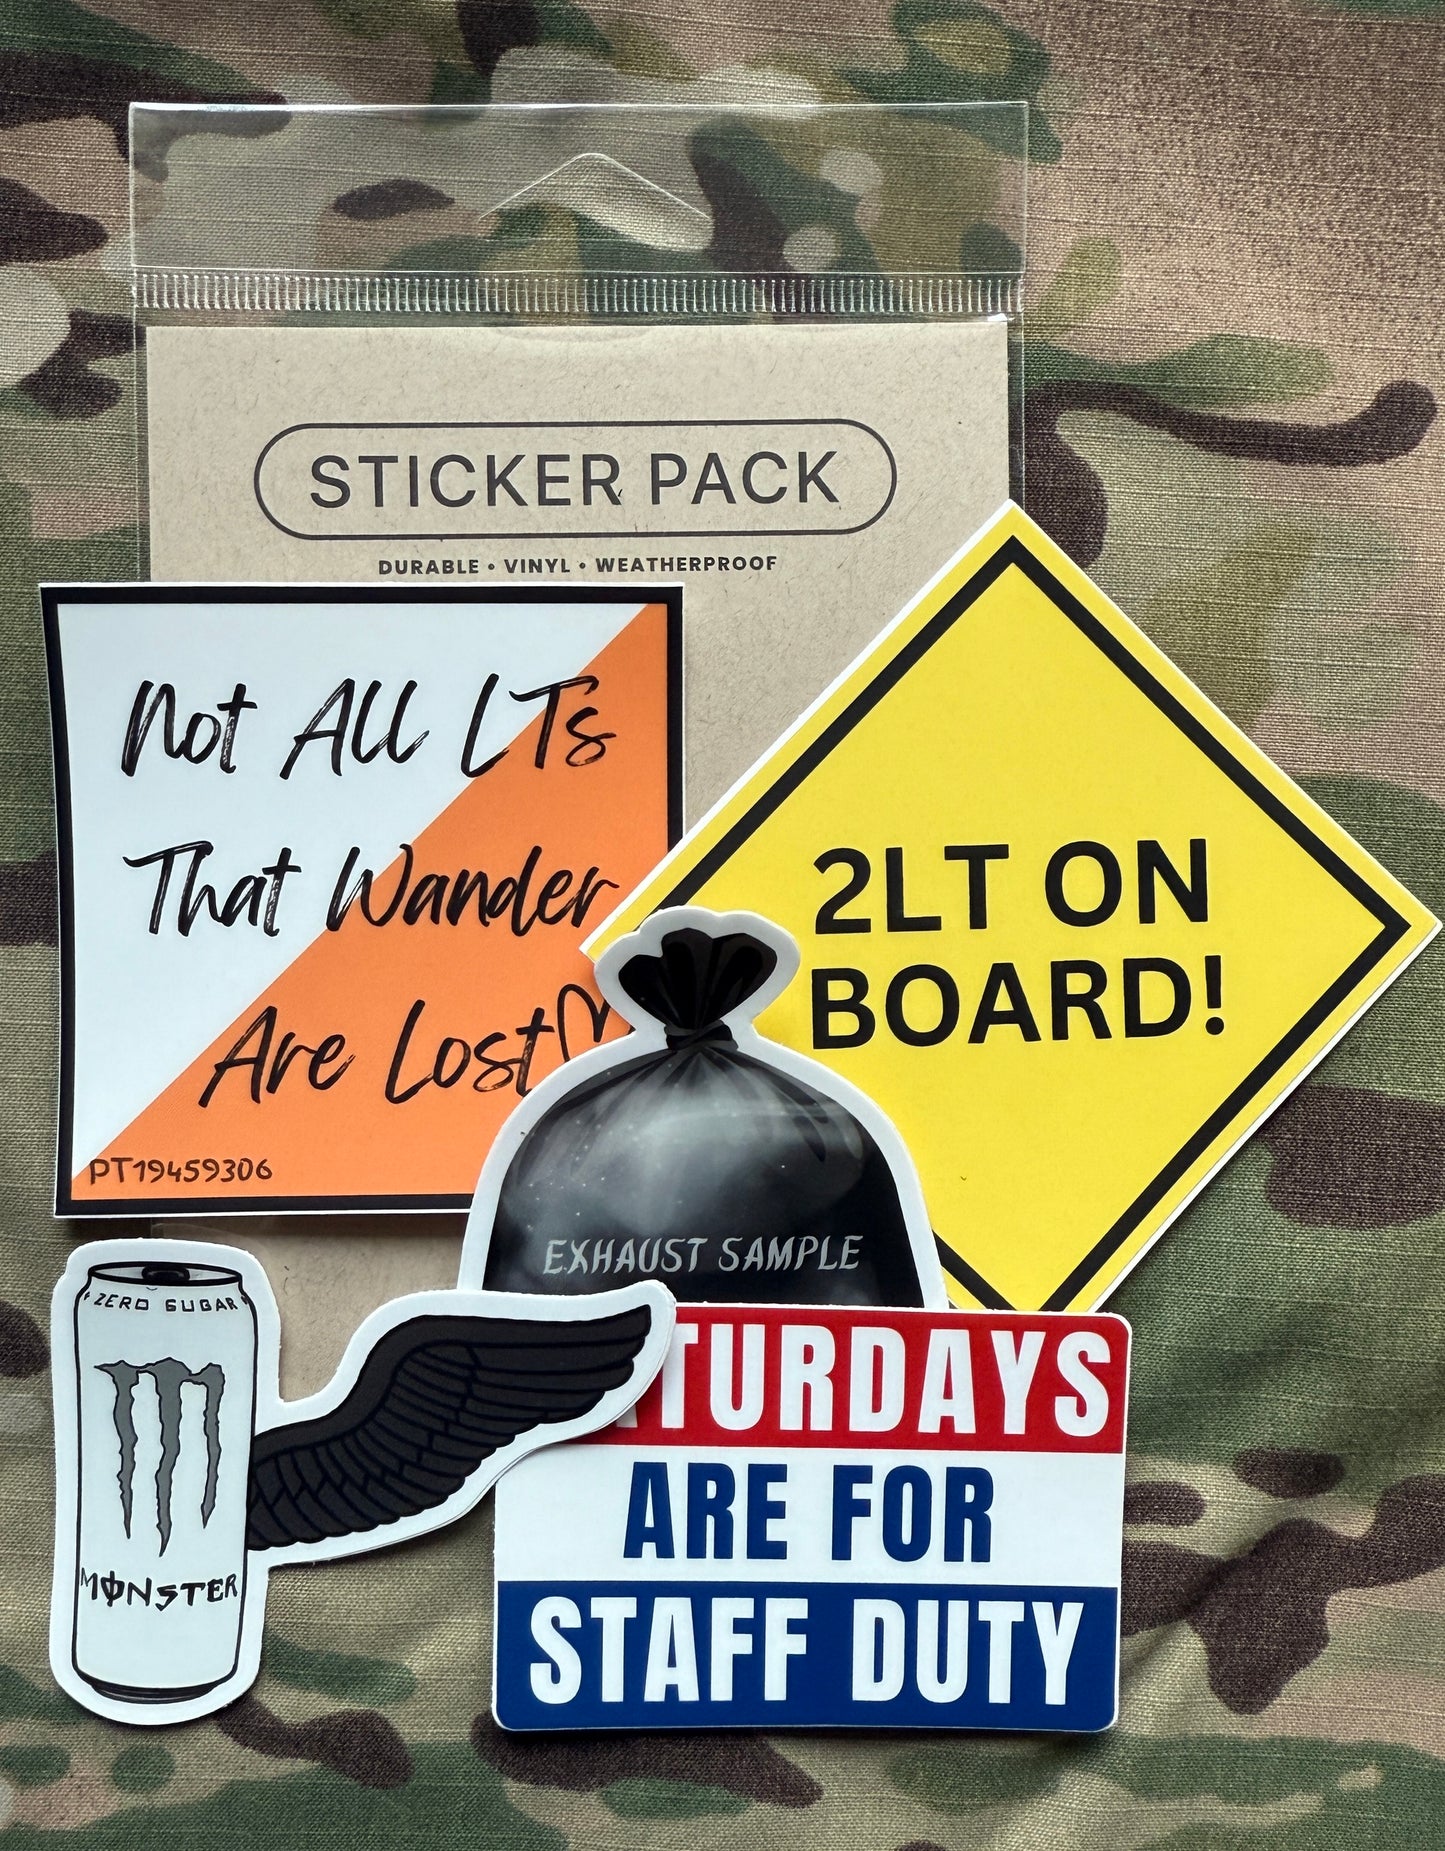 STICKER PACK
DURABLE • VINYL • WEATHERPROOF
Not All LTs
That Wander
Are Lost♡
PT19459306
2LT ON
BOARD!
EXHAUST SAMPLE
ZERO SUGAR
MONSTER
TURDAYS
ARE FOR
STAFF DUTY